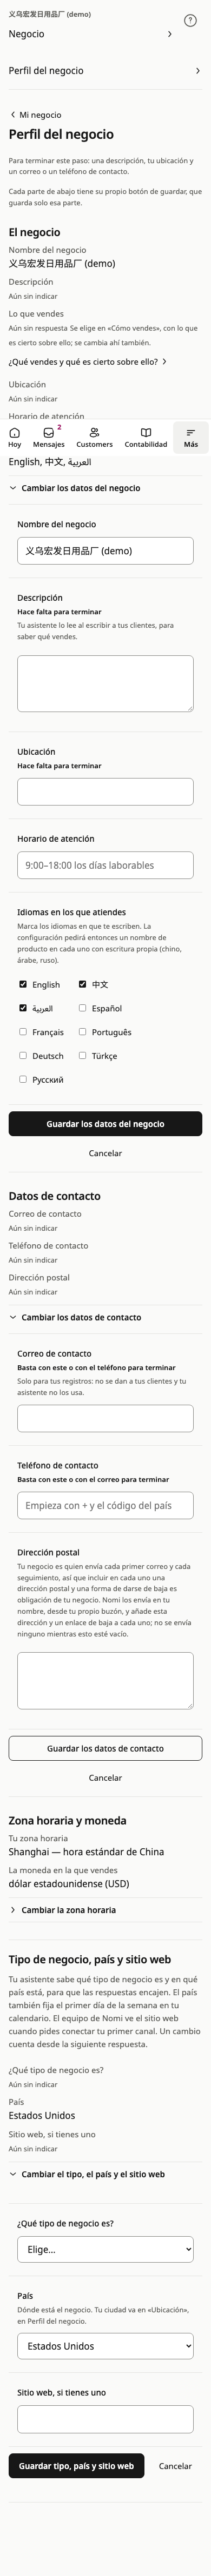 义乌宏发日用品厂 (demo)
?
Negocio
Perfil del negocio
Mi negocio
Perfil del negocio
Para terminar este paso: una descripción, tu ubicación y
un correo o un teléfono de contacto.
Cada parte de abajo tiene su propio botón de guardar, que
guarda solo esa parte.
El negocio
Nombre del negocio
义乌宏发日用品厂 (demo)
Descripción
Aún sin indicar
Lo que vendes
Aún sin respuesta Se elige en «Cómo vendes», con lo que
es cierto sobre ello; se cambia ahí también.
¿Qué vendes y qué es cierto sobre ello?
Ubicación
Aún sin indicar
Horario de atención
2
Hoy Mensajes Customers Contabilidad Más
English, 中文, العربية
Cambiar los datos del negocio
Nombre del negocio
义乌宏发日用品厂 (demo)
Descripción
Hace falta para terminar
Tu asistente lo lee al escribir a tus clientes, para
saber qué vendes.
Ubicación
Hace falta para terminar
Horario de atención
9:00–18:00 los días laborables
Idiomas en los que atiendes
Marca los idiomas en que te escriben. La
configuración pedirá entonces un nombre de
producto en cada uno con escritura propia (chino,
árabe, ruso).
English 中文
العربية Español
Français Português
Deutsch Türkçe
Русский
Guardar los datos del negocio
Cancelar
Datos de contacto
Correo de contacto
Aún sin indicar
Teléfono de contacto
Aún sin indicar
Dirección postal
Aún sin indicar
Cambiar los datos de contacto
Correo de contacto
Basta con este o con el teléfono para terminar
Solo para tus registros: no se dan a tus clientes y tu
asistente no los usa.
Teléfono de contacto
Basta con este o con el correo para terminar
Empieza con + y el código del país
Dirección postal
Tu negocio es quien envía cada primer correo y cada
seguimiento, así que incluir en cada uno una
dirección postal y una forma de darse de baja es
obligación de tu negocio. Nomi los envía en tu
nombre, desde tu propio buzón, y añade esta
dirección y un enlace de baja a cada uno; no se envía
ninguno mientras esto esté vacío.
Guardar los datos de contacto
Cancelar
Zona horaria y moneda
Tu zona horaria
Shanghai — hora estándar de China
La moneda en la que vendes
dólar estadounidense (USD)
Cambiar la zona horaria
Tipo de negocio, país y sitio web
Tu asistente sabe qué tipo de negocio es y en qué
país está, para que las respuestas encajen. El país
también fija el primer día de la semana en tu
calendario. El equipo de Nomi ve el sitio web
cuando pides conectar tu primer canal. Un cambio
cuenta desde la siguiente respuesta.
¿Qué tipo de negocio es?
Aún sin indicar
País
Estados Unidos
Sitio web, si tienes uno
Aún sin indicar
Cambiar el tipo, el país y el sitio web
¿Qué tipo de negocio es?
Elige...
País
Dónde está el negocio. Tu ciudad va en «Ubicación»,
en Perfil del negocio.
Estados Unidos
Sitio web, si tienes uno
Guardar tipo, país y sitio web Cancelar